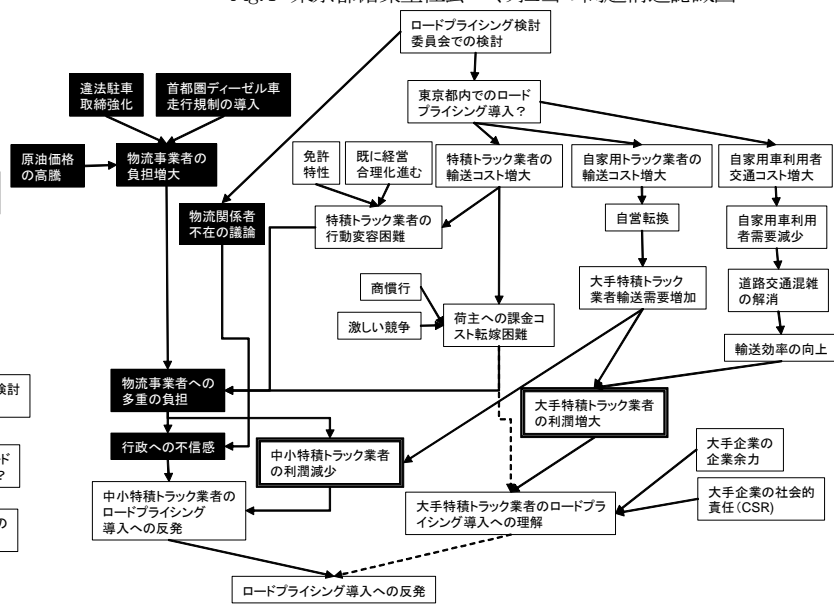 ロードプライシング検討
委員会での検討
違法駐車
取締強化
首都圏ディーゼル車
走行規制の導入
東京都内でのロード
プライシング導入？
原油価格
の高騰
物流事業者の
負担増大
免許
特性
既に経営
合理化進む
特積トラック業者の
輸送コスト増大
自家用トラック業者の
輸送コスト増大
自家用車利用者
交通コスト増大
物流関係者
不在の議論
特積トラック業者の
行動変容困難
自営転換
自家用車利用
者需要減少
商慣行
激しい競争
荷主への課金コ
スト転嫁困難
大手特積トラック
業者輸送需要増加
道路交通混雑
の解消
輸送効率の向上
物流事業者への
多重の負担
大手特積トラック業者
の利潤増大
検討
行政への不信感
中小特積トラック業者
の利潤減少
大手企業の
企業余力
ド
？
中小特積トラック業者の
ロードプライシング
導入への反発
大手特積トラック業者のロードプラ
イシング導入への理解
大手企業の社会的
責任（CSR）
の
ロードプライシング導入への反発